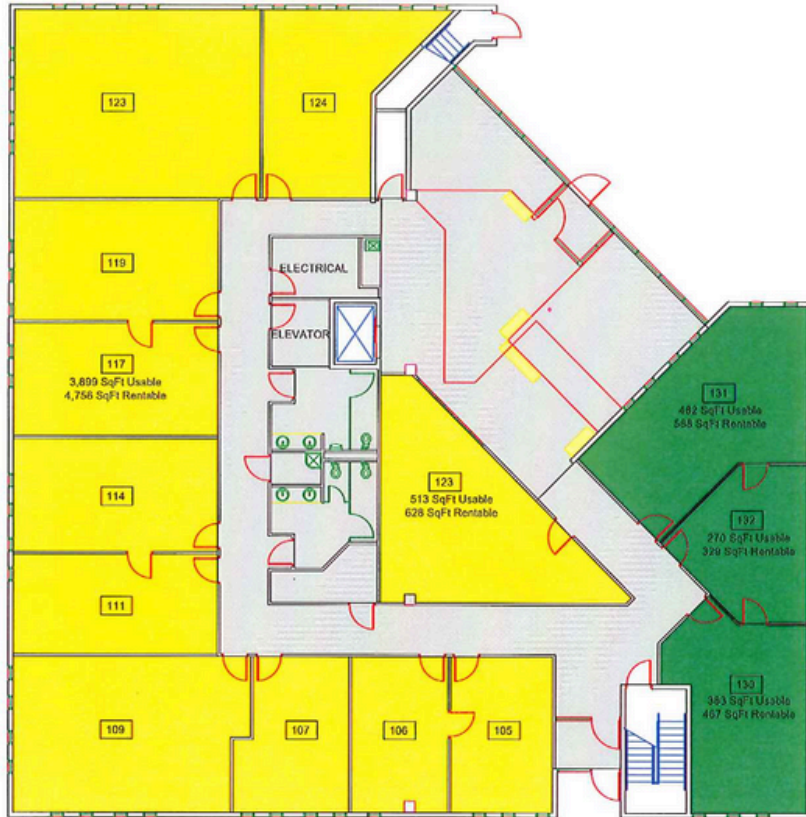 123
124
119
ELECTRICAL
ELEVATOR
117
3,899 SqFt Usable
4,756 SqFt Rentable
131
482 SqFt Usable
588 SqFt Rentable
114
123
513 SqFt Usable
628 SqFt Rentable
132
270 SqFt Usable
329 SqFt Rentable
111
130
383 SqFt Usable
467 SqFt Rentable
109
107
106
105